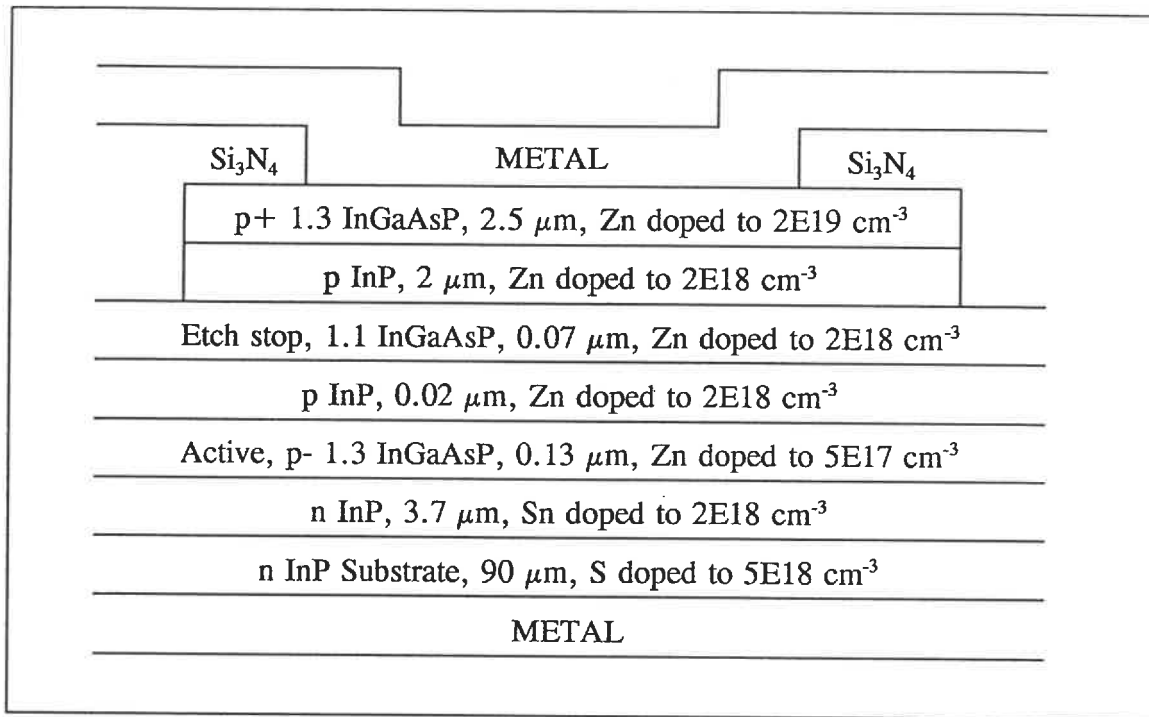 Si₃N₄ METAL Si₃N₄
p+ 1.3 InGaAsP, 2.5 μm, Zn doped to 2E19 cm⁻³
p InP, 2 μm, Zn doped to 2E18 cm⁻³
Etch stop, 1.1 InGaAsP, 0.07 μm, Zn doped to 2E18 cm⁻³
p InP, 0.02 μm, Zn doped to 2E18 cm⁻³
Active, p- 1.3 InGaAsP, 0.13 μm, Zn doped to 5E17 cm⁻³
n InP, 3.7 μm, Sn doped to 2E18 cm⁻³
n InP Substrate, 90 μm, S doped to 5E18 cm⁻³
METAL